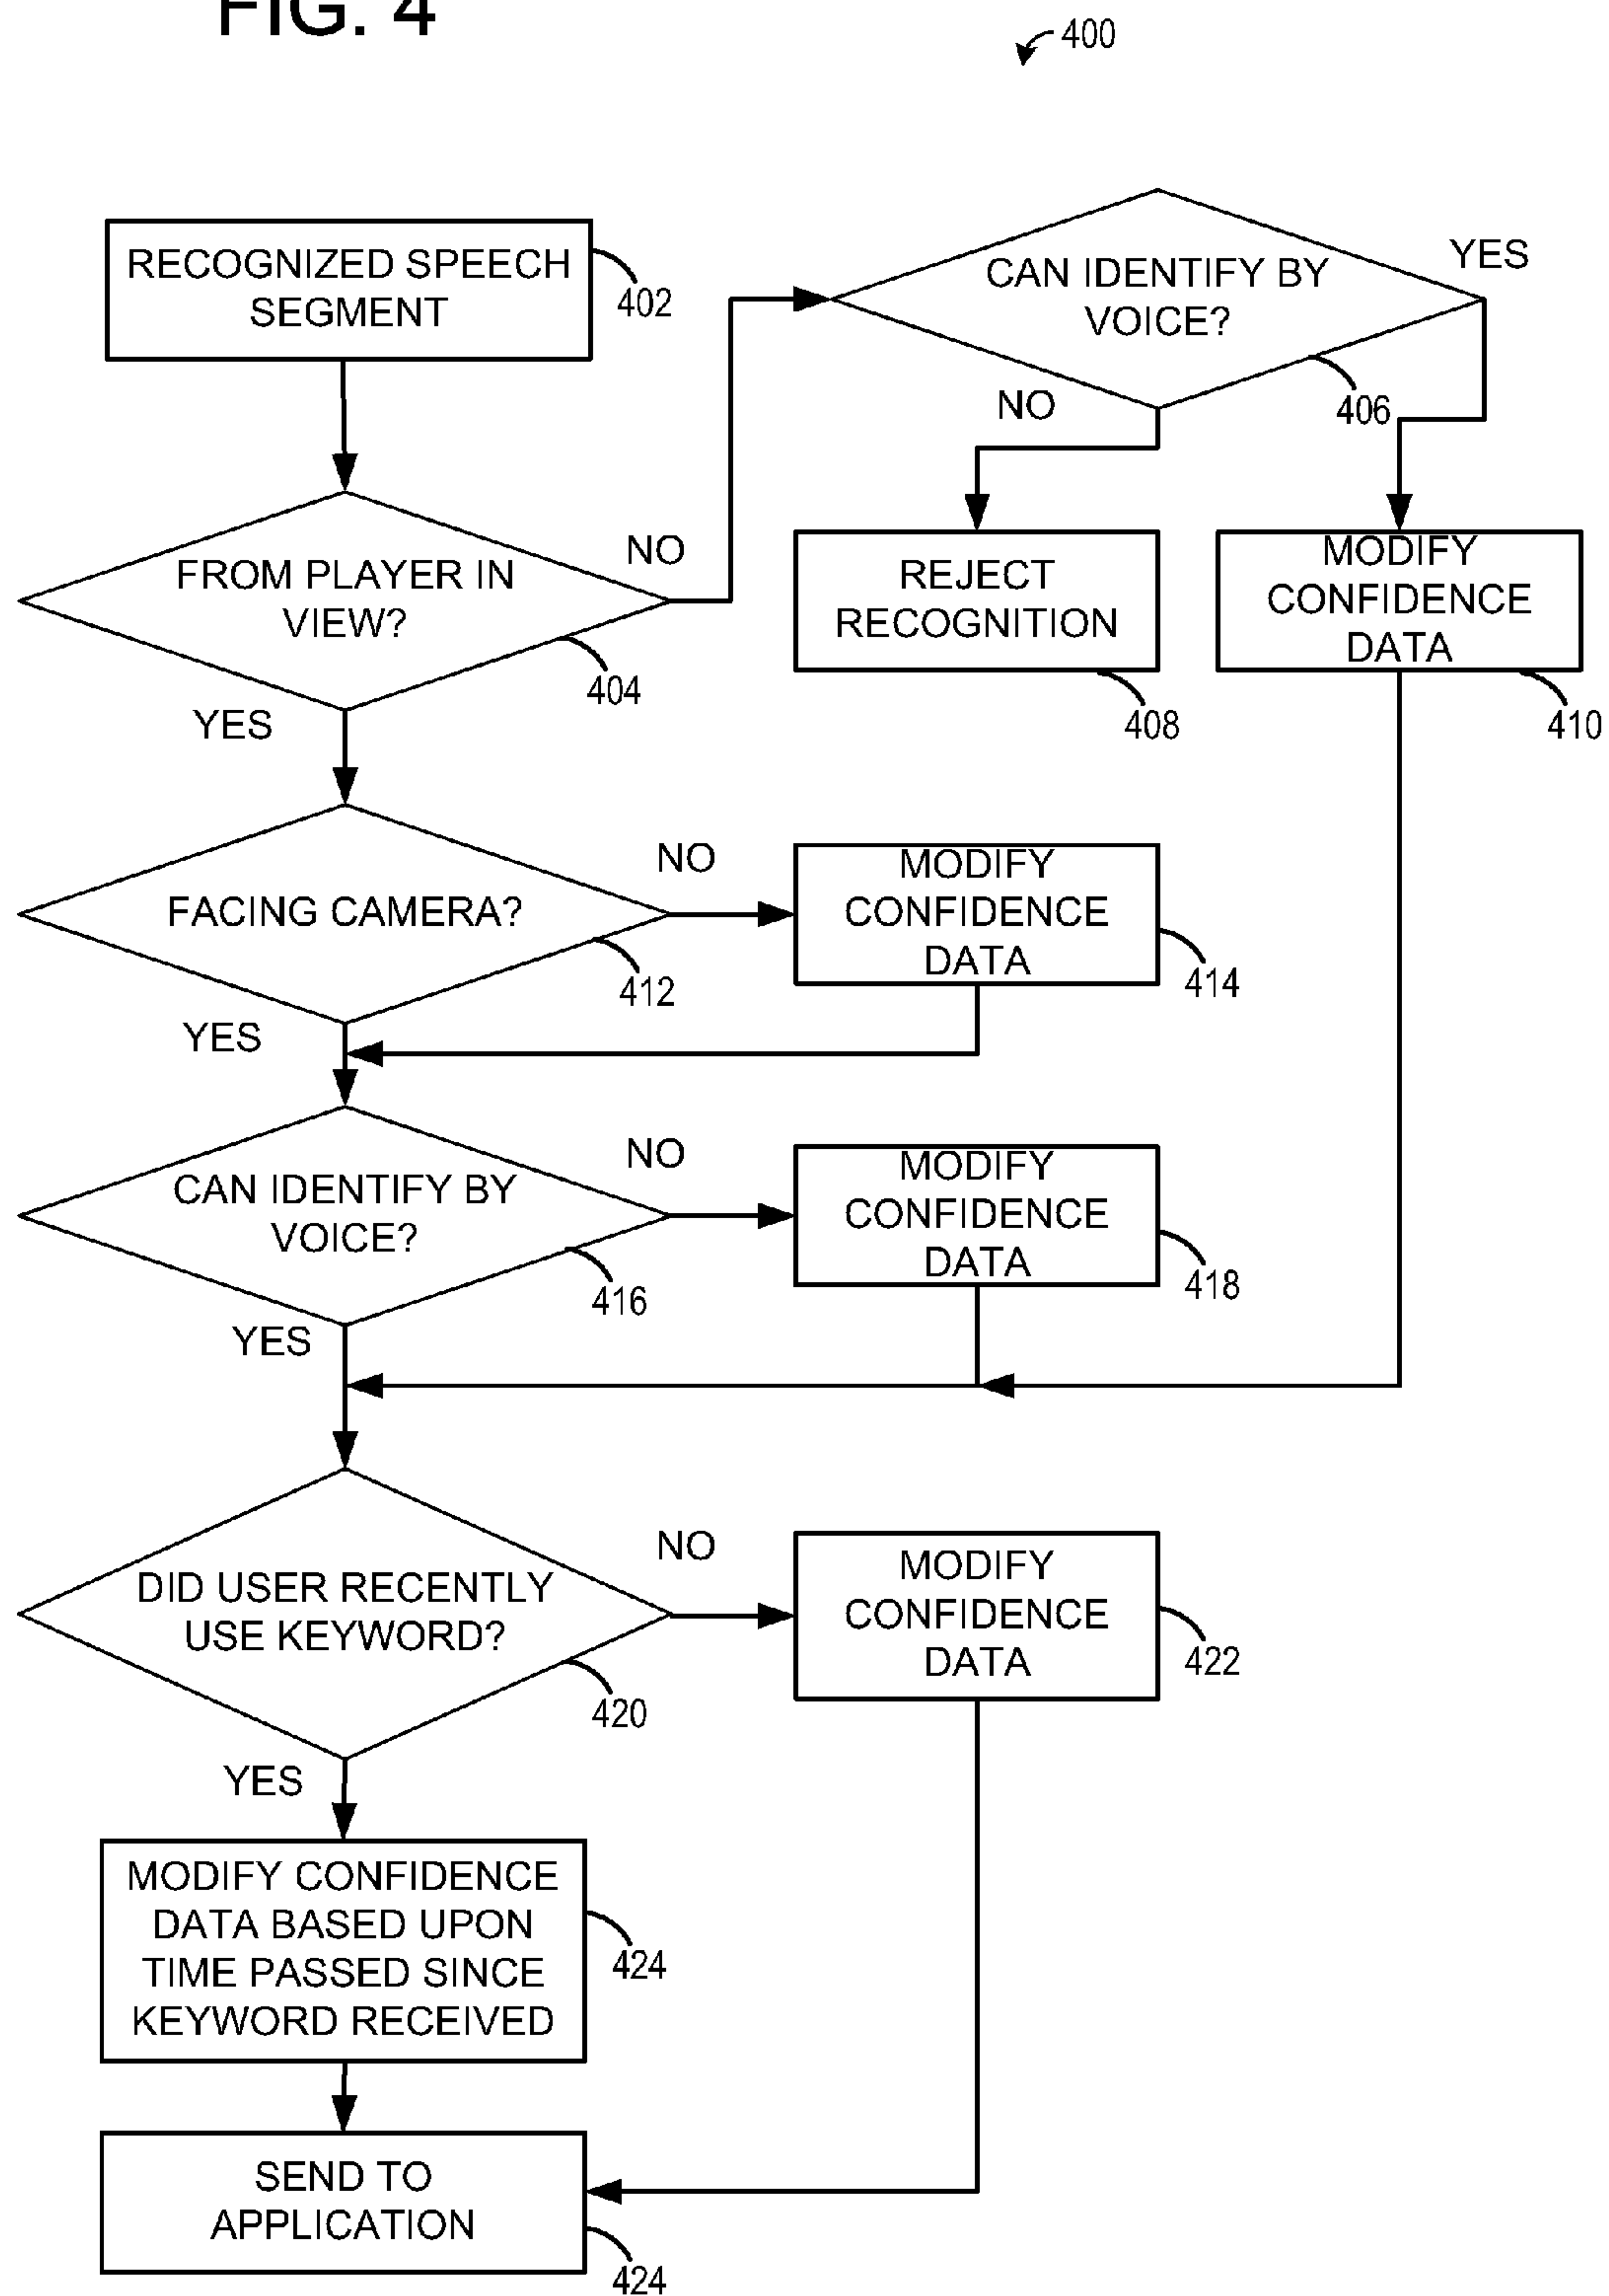 FIG. 4
400
RECOGNIZED SPEECH
SEGMENT
402
CAN IDENTIFY BY
VOICE?
YES
406
NO
FROM PLAYER IN
VIEW?
NO
404
YES
REJECT
RECOGNITION
408
MODIFY
CONFIDENCE
DATA
410
FACING CAMERA?
NO
412
YES
MODIFY
CONFIDENCE
DATA
414
CAN IDENTIFY BY
VOICE?
NO
416
YES
MODIFY
CONFIDENCE
DATA
418
DID USER RECENTLY
USE KEYWORD?
NO
420
YES
MODIFY
CONFIDENCE
DATA
422
MODIFY CONFIDENCE
DATA BASED UPON
TIME PASSED SINCE
KEYWORD RECEIVED
424
SEND TO
APPLICATION
424